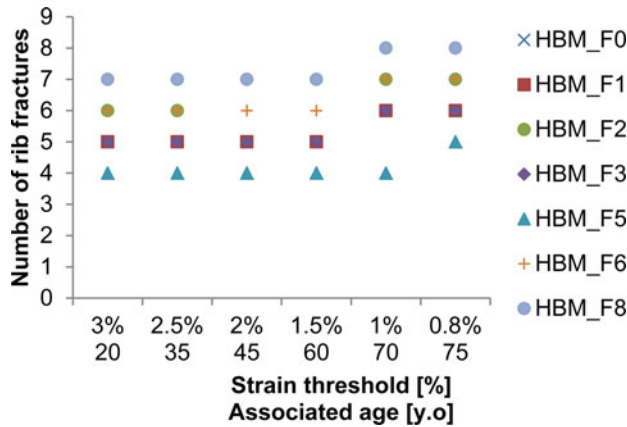 Number of rib fractures
9
8
7
6
5
4
3
2
1
0
3% 2.5% 2% 1.5% 1% 0.8%
20 35 45 60 70 75
Strain threshold [%]
Associated age [y.o]
HBM_F0
HBM_F1
HBM_F2
HBM_F3
HBM_F5
HBM_F6
HBM_F8